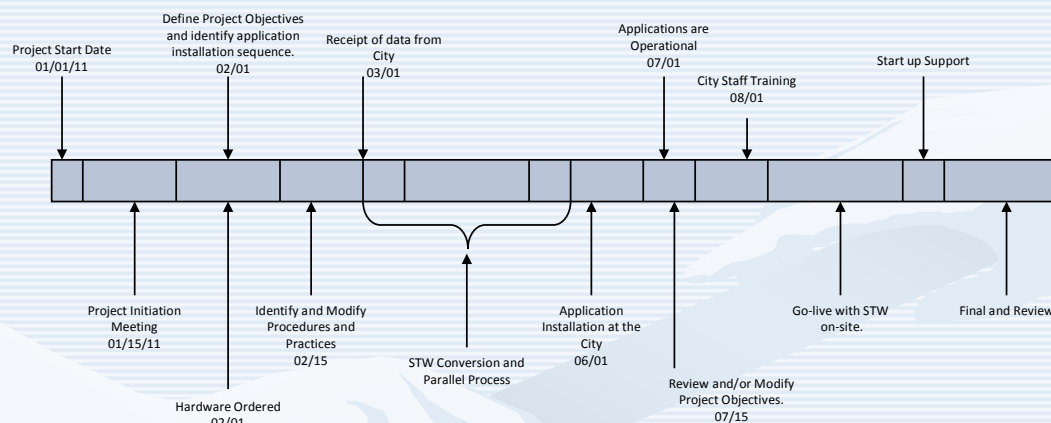 Project Start Date
01/01/11
Define Project Objectives
and identify application
installation sequence.
02/01
Receipt of data from
City
03/01
Applications are
Operational
07/01
City Staff Training
08/01
Start up Support
Project Initiation
Meeting
01/15/11
Hardware Ordered
02/01
Identify and Modify
Procedures and
Practices
02/15
STW Conversion and
Parallel Process
Application
Installation at the
City
06/01
Review and/or Modify
Project Objectives.
07/15
Go-live with STW
on-site.
Final and Review